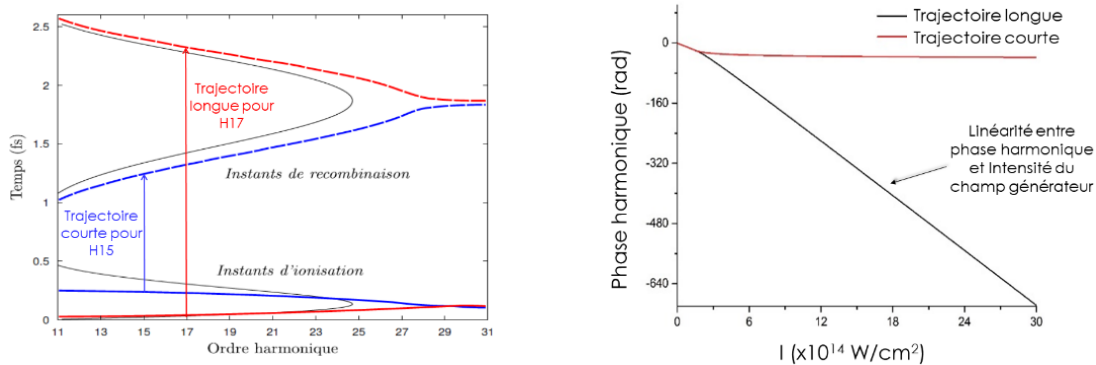 2.5
2
1.5
1
0.5
0
Temps (fs)
11 13 15 17 19 21 23 25 27 29 31
Ordre harmonique
Trajectoire
longue pour
H17
Instants de recombinaison
Trajectoire
courte pour
H15
Instants d'ionisation
Trajectoire longue
Trajectoire courte
0
-160
-320
-480
-640
Phase harmonique (rad)
Linéarité entre
phase harmonique
et Intensité du
champ générateur
0 6 12 18 24 30
I (x10¹⁴ W/cm²)